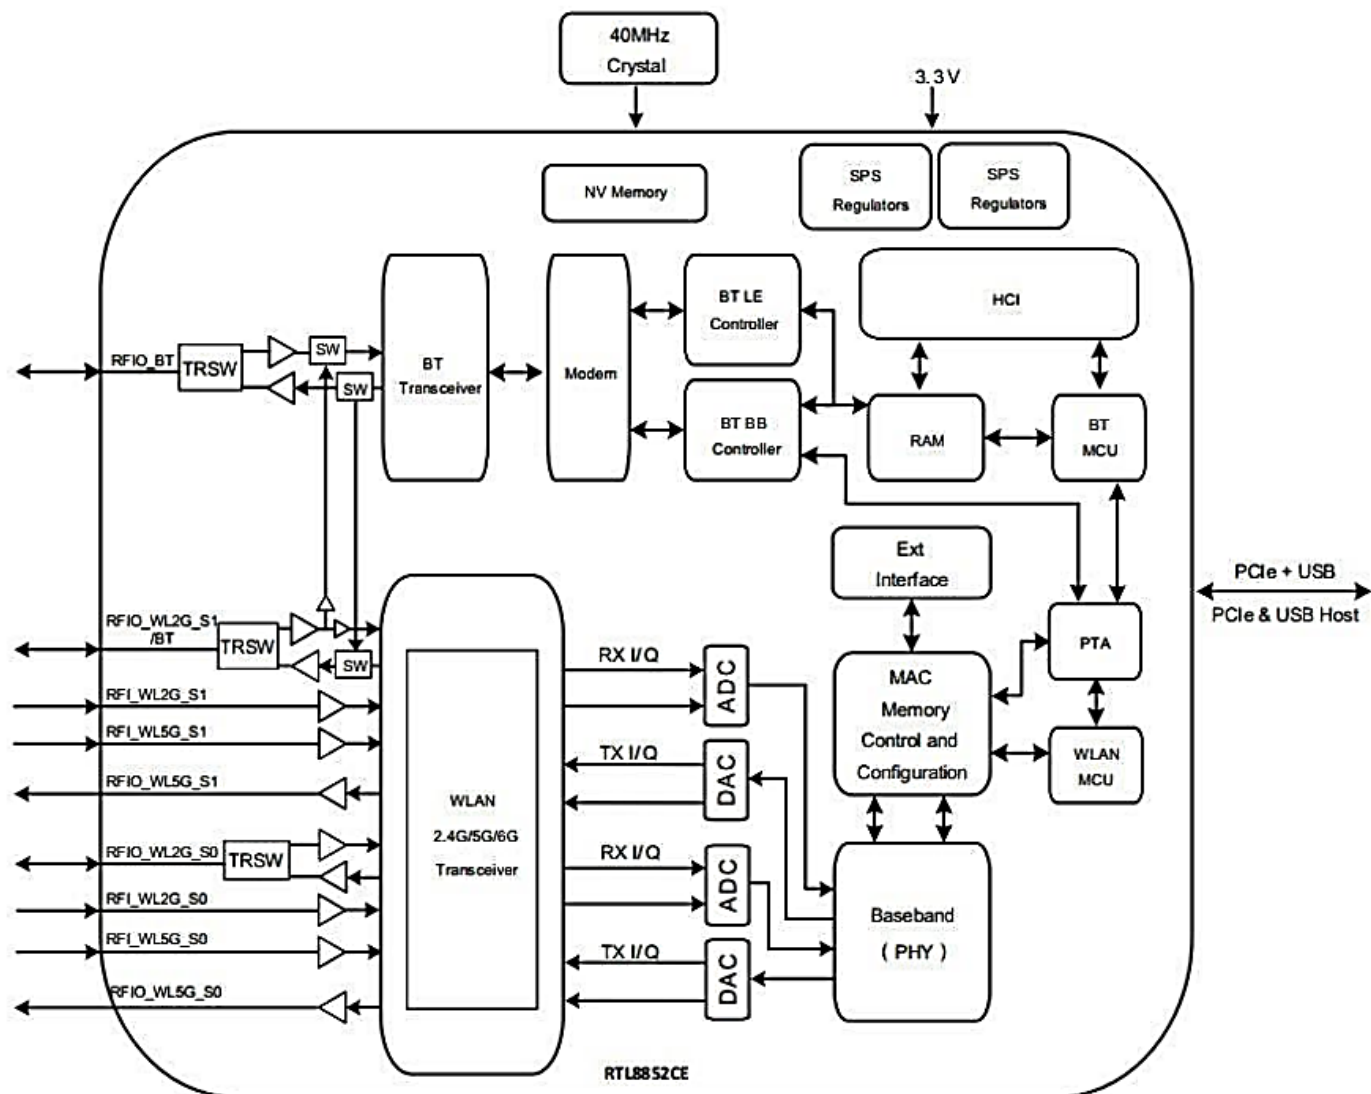 40MHz
Crystal
3.3V
NV Memory
SPS
Regulators
SPS
Regulators
HCI
BT LE
Controller
RFIO_BT
TRSW
SW
SW
BT
Transceiver
Modem
BT BB
Controller
RAM
BT
MCU
Ext
Interface
PCIe + USB
PCIe & USB Host
RFIO_WL2G_S1
/BT
TRSW
SW
PTA
RFI_WL2G_S1
RFI_WL5G_S1
RFIO_WL5G_S1
RFIO_WL2G_S0
TRSW
RFI_WL2G_S0
RFI_WL5G_S0
RFIO_WL5G_S0
WLAN
2.4G/5G/6G
Transceiver
RX I/Q
ADC
TX I/Q
DAC
RX I/Q
ADC
TX I/Q
DAC
MAC
Memory
Control and
Configuration
WLAN
MCU
Baseband
( PHY )
RTL8852CE